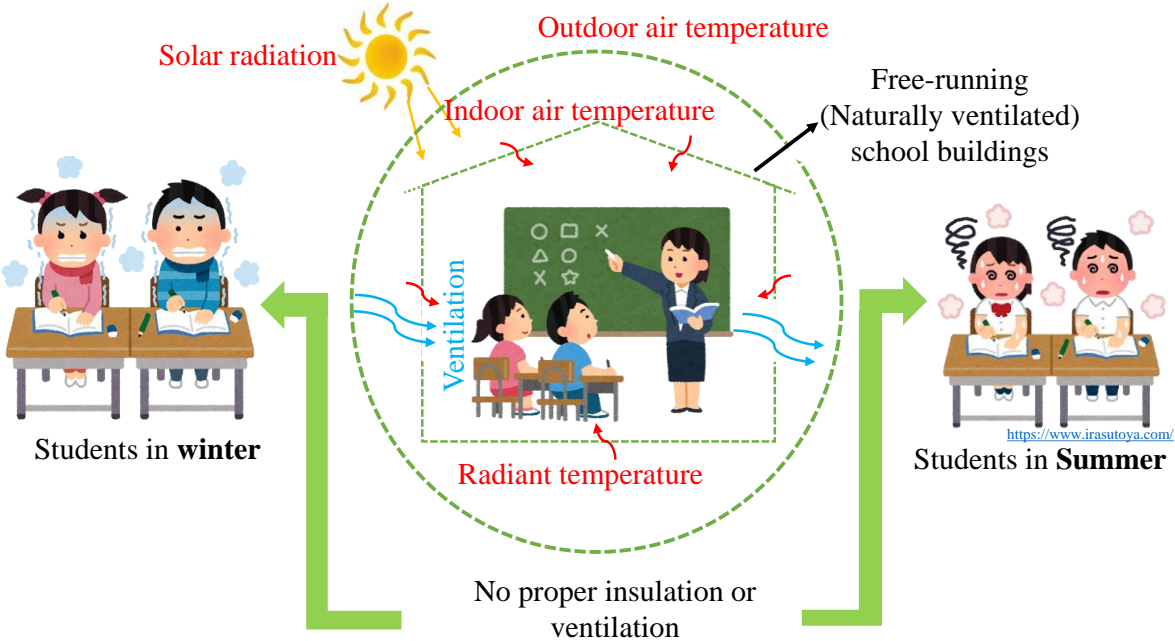 Outdoor air temperature
Solar radiation
Indoor air temperature
Free-running
(Naturally ventilated)
school buildings
Ventilation
https://www.irasutoya.com/
Students in winter
Students in Summer
Radiant temperature
No proper insulation or
ventilation